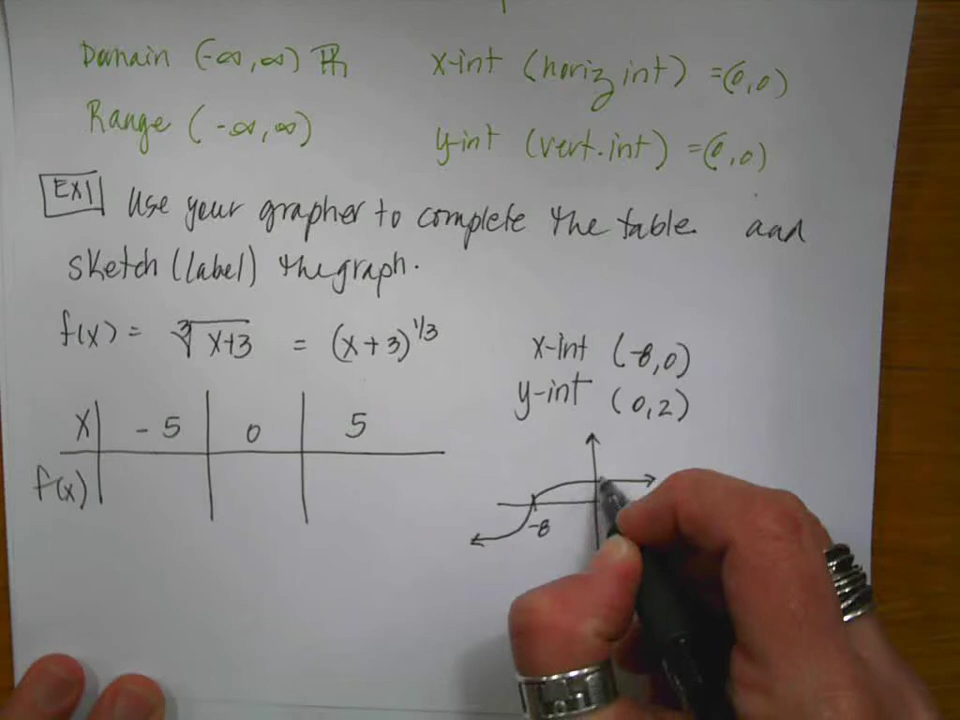 Domain (-∞,∞) ℝ
x-int (horiz int) =(0,0)
Range (-∞,∞)
y-int (vert.int) =(0,0)
EX1 Use your grapher to complete the table. and
sketch (label) the graph.
f(x) = ∛(x+3) = (x+3)^1/3
x-int (-8,0)
y-int (0,2)
x -5 0 5
f(x)
-8